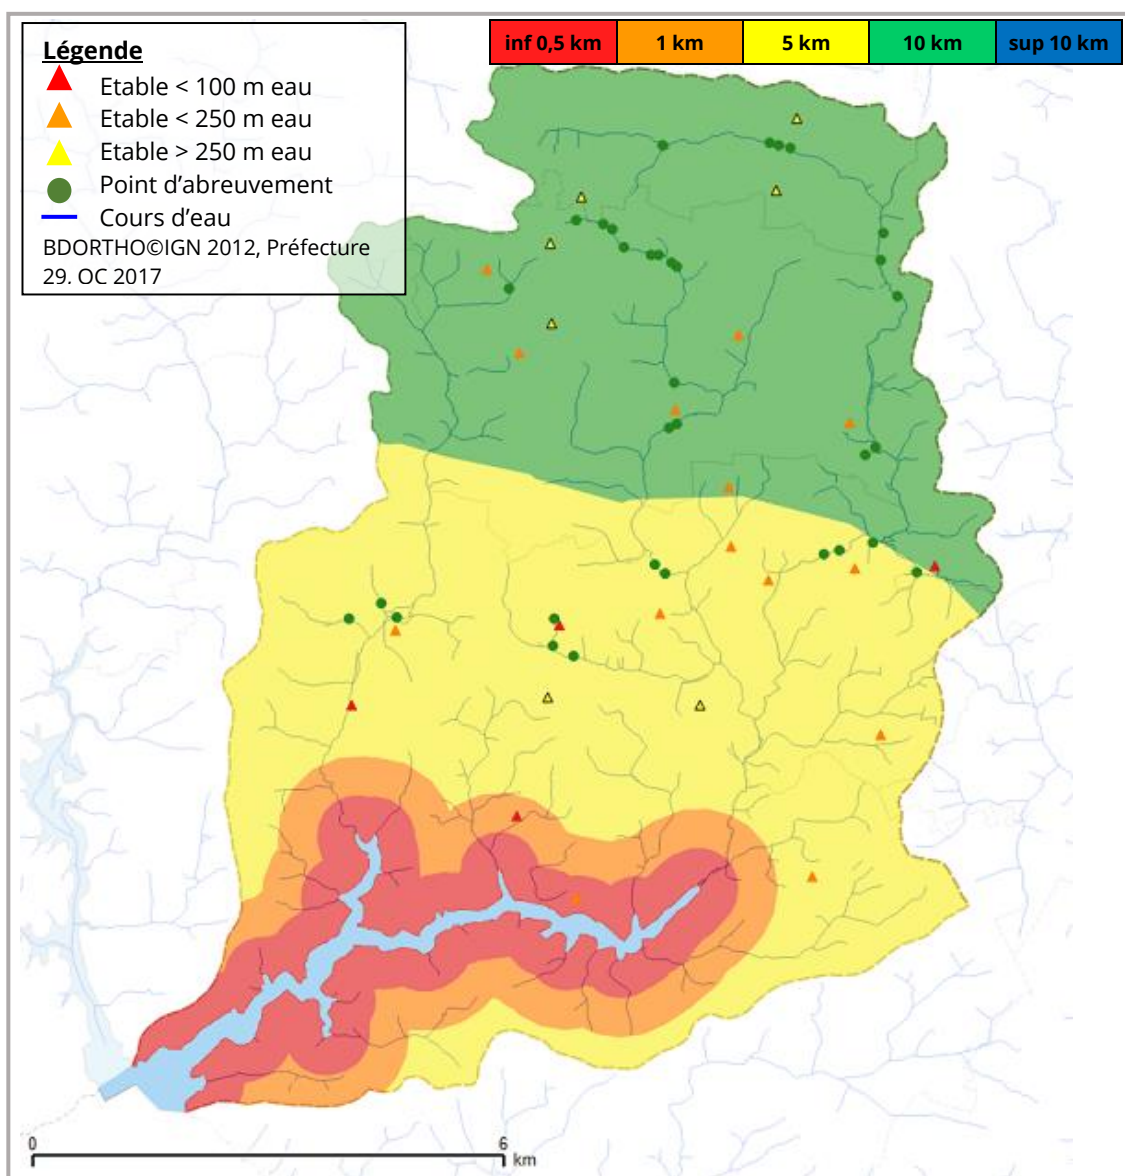 Légende
Etable < 100 m eau
Etable < 250 m eau
Etable > 250 m eau
Point d’abreuvement
Cours d’eau
BDORTHO©IGN 2012, Préfecture
29. OC 2017
inf 0,5 km 1 km 5 km 10 km sup 10 km
0 6
km